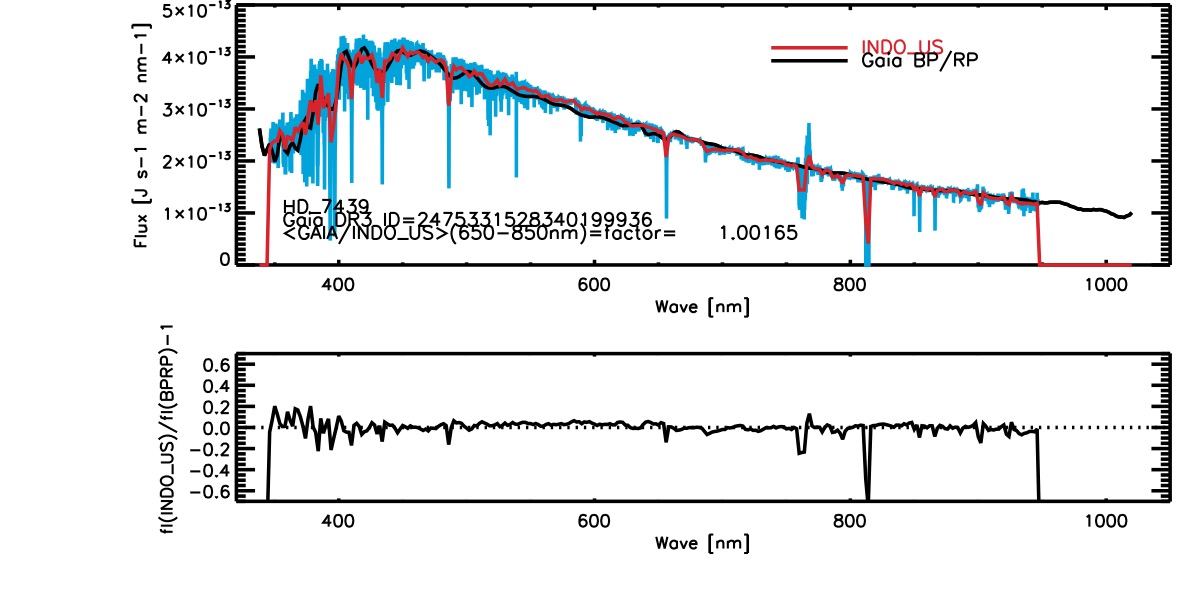 5×10−13
4×10−13
3×10−13
2×10−13
1×10−13
0
Flux [J s−1 m−2 nm−1]
INDO_US
Gaia BP/RP
HD_7439
Gaia DR3 ID=2475331528340199936
<GAIA/INDO_US>(650−850nm)=factor= 1.00165
400 600 800 1000
Wave [nm]
fl(INDO_US)/fl(BPRP)−1
0.6
0.4
0.2
0.0
−0.2
−0.4
−0.6
400 600 800 1000
Wave [nm]